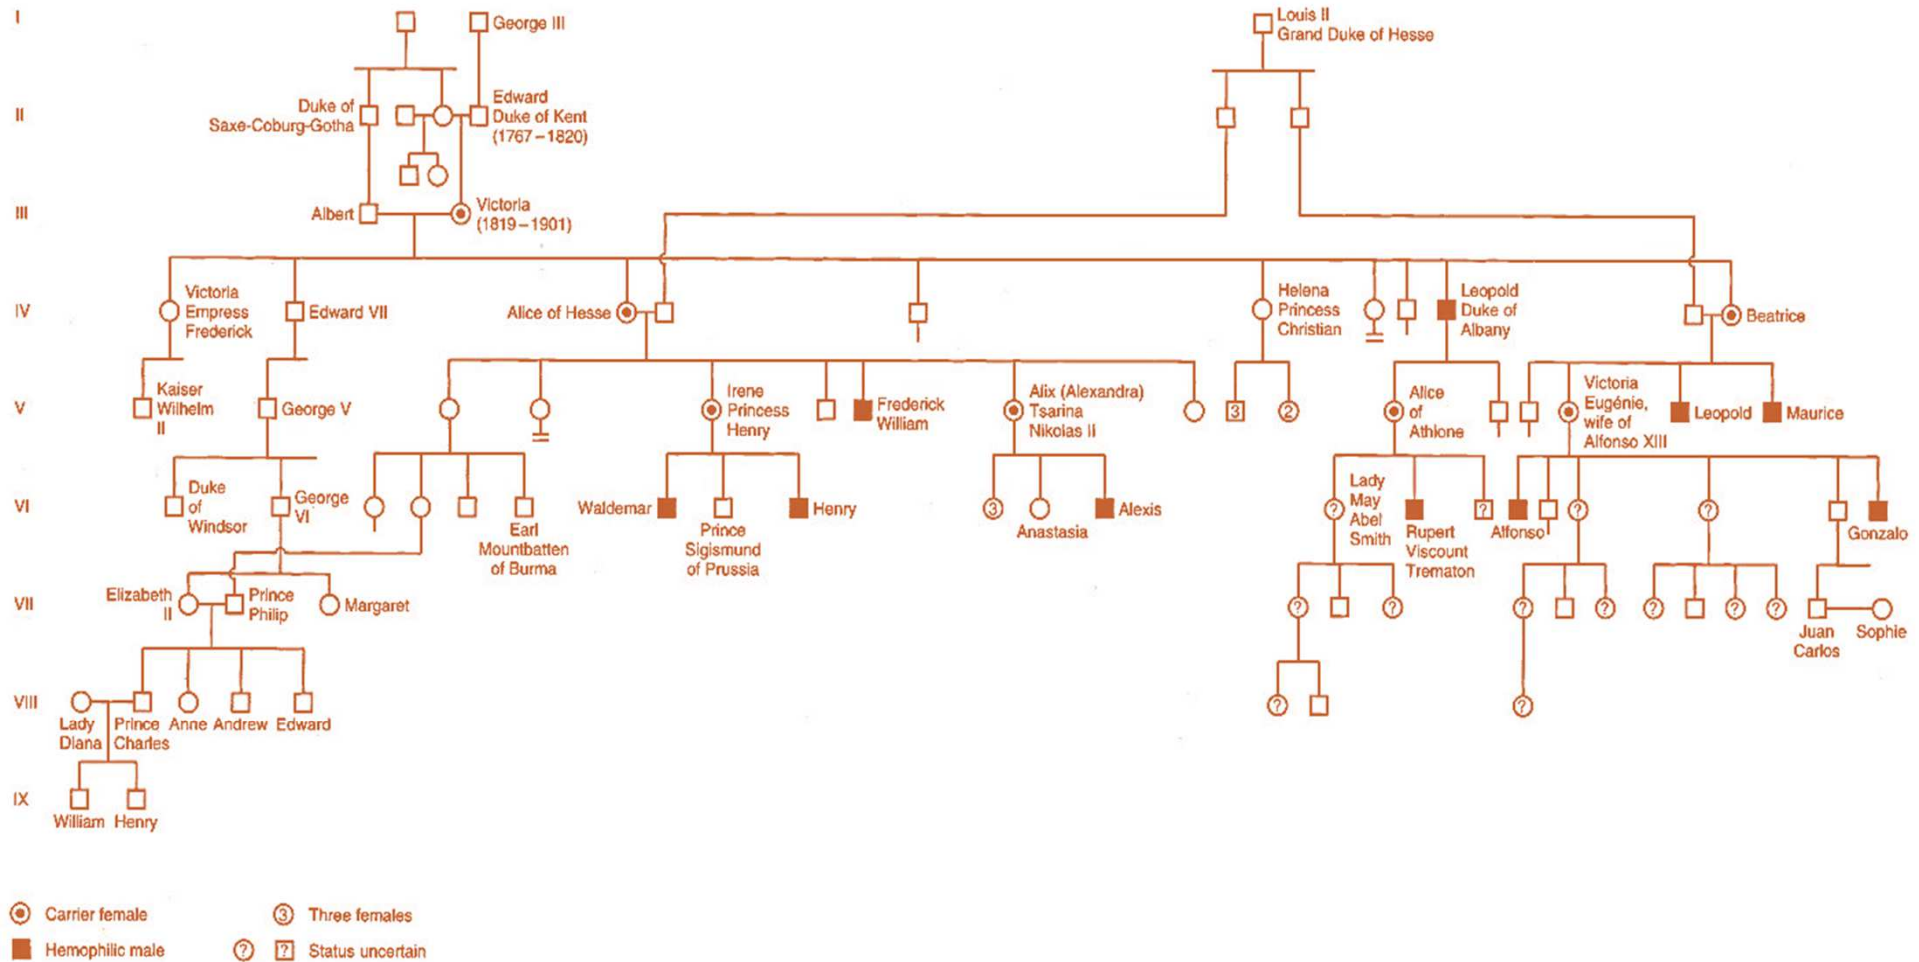 I
George III
Louis II
Grand Duke of Hesse
II
Duke of
Saxe-Coburg-Gotha
Edward
Duke of Kent
(1767–1820)
III
Albert
Victoria
(1819–1901)
IV
Victoria
Empress
Frederick
Edward VII
Alice of Hesse
Helena
Princess
Christian
Leopold
Duke of
Albany
Beatrice
V
Kaiser
Wilhelm
II
George V
Irene
Princess
Henry
Frederick
William
Alix (Alexandra)
Tsarina
Nikolas II
3
2
Alice
of
Athlone
Victoria
Eugénie,
wife of
Alfonso XIII
Leopold
Maurice
VI
Duke
of
Windsor
George
VI
Earl
Mountbatten
of Burma
Waldemar
Prince
Sigismund
of Prussia
Henry
3
Anastasia
Alexis
?
Lady
May
Abel
Smith
Rupert
Viscount
Trematon
?
Alfonso
?
?
Gonzalo
VII
Elizabeth
II
Prince
Philip
Margaret
?
?
?
?
?
?
?
Juan
Carlos
Sophie
VIII
Lady
Diana
Prince
Charles
Anne
Andrew
Edward
?
?
IX
William
Henry
Carrier female
3
Three females
Hemophilic male
?
?
Status uncertain